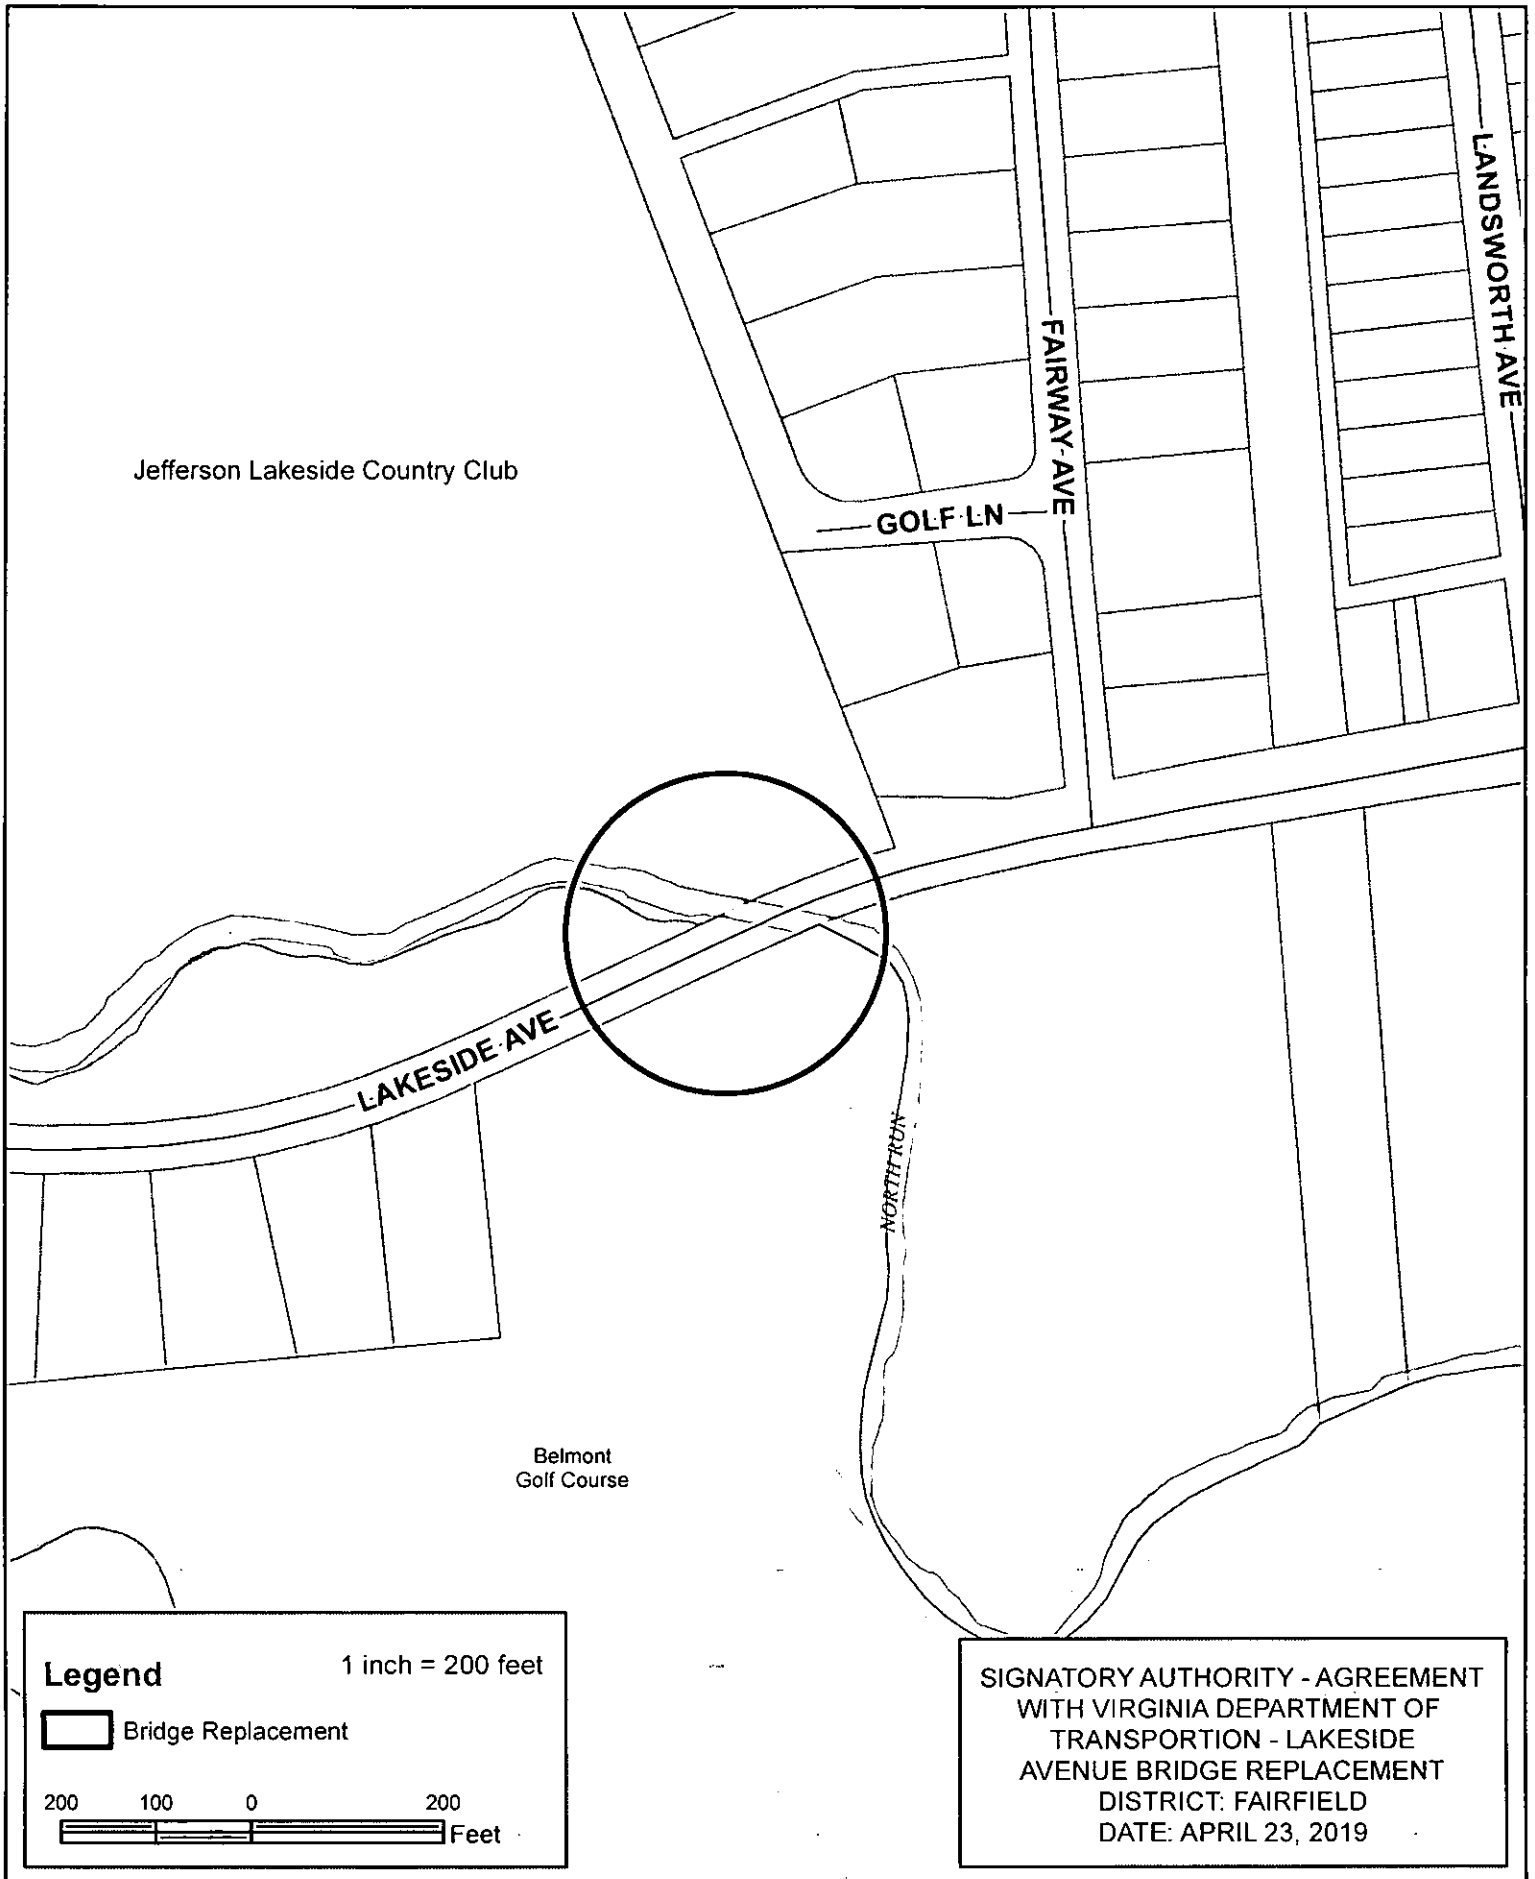 LANDSWORTH AVE
FAIRWAY AVE
Jefferson Lakeside Country Club
GOLF LN
LAKESIDE AVE
NORTH RUN
Belmont
Golf Course
Legend
1 inch = 200 feet
Bridge Replacement
200 100 0 200
Feet
SIGNATORY AUTHORITY - AGREEMENT
WITH VIRGINIA DEPARTMENT OF
TRANSPORTION - LAKESIDE
AVENUE BRIDGE REPLACEMENT
DISTRICT: FAIRFIELD
DATE: APRIL 23, 2019